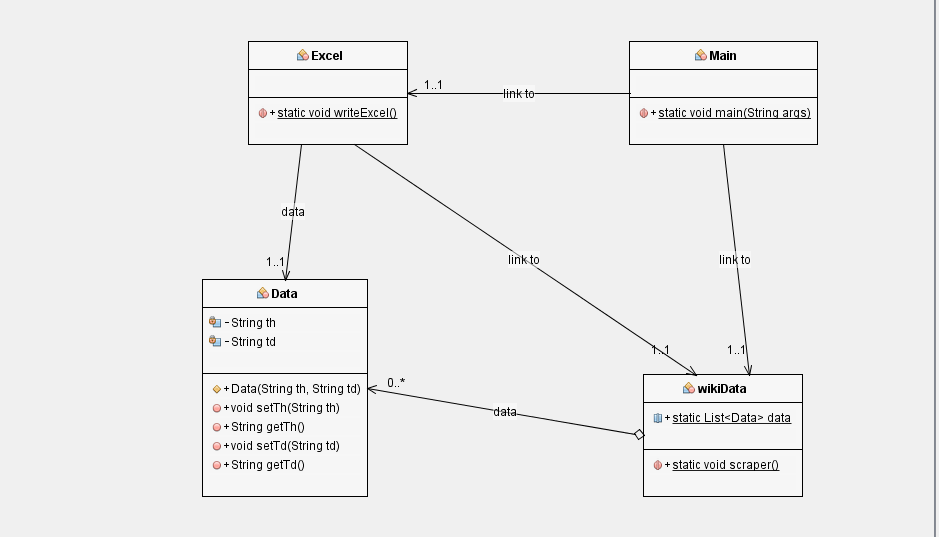 Excel
Main
1..1
link to
+ static void writeExcel()
+ static void main(String args)
data
link to
link to
1..1
Data
- String th
- String td
1..1
1..1
wikiData
+ Data(String th, String td)
+ void setTh(String th)
+ String getTh()
+ void setTd(String td)
+ String getTd()
0..*
data
+ static List<Data> data
+ static void scraper()